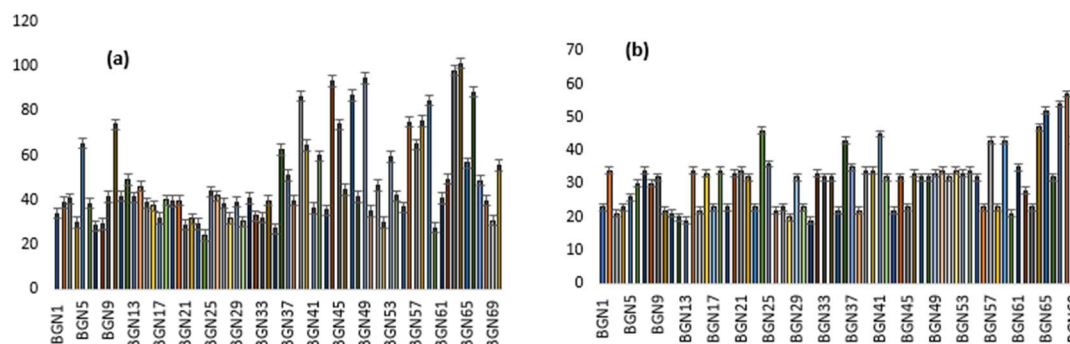 (a)
120
100
80
60
40
20
0
BGN1
BGN5
BGN9
BGN13
BGN17
BGN21
BGN25
BGN29
BGN33
BGN37
BGN41
BGN45
BGN49
BGN53
BGN57
BGN61
BGN65
BGN69
(b)
70
60
50
40
30
20
10
0
BGN1
BGN5
BGN9
BGN13
BGN17
BGN21
BGN25
BGN29
BGN33
BGN37
BGN41
BGN45
BGN49
BGN53
BGN57
BGN61
BGN65